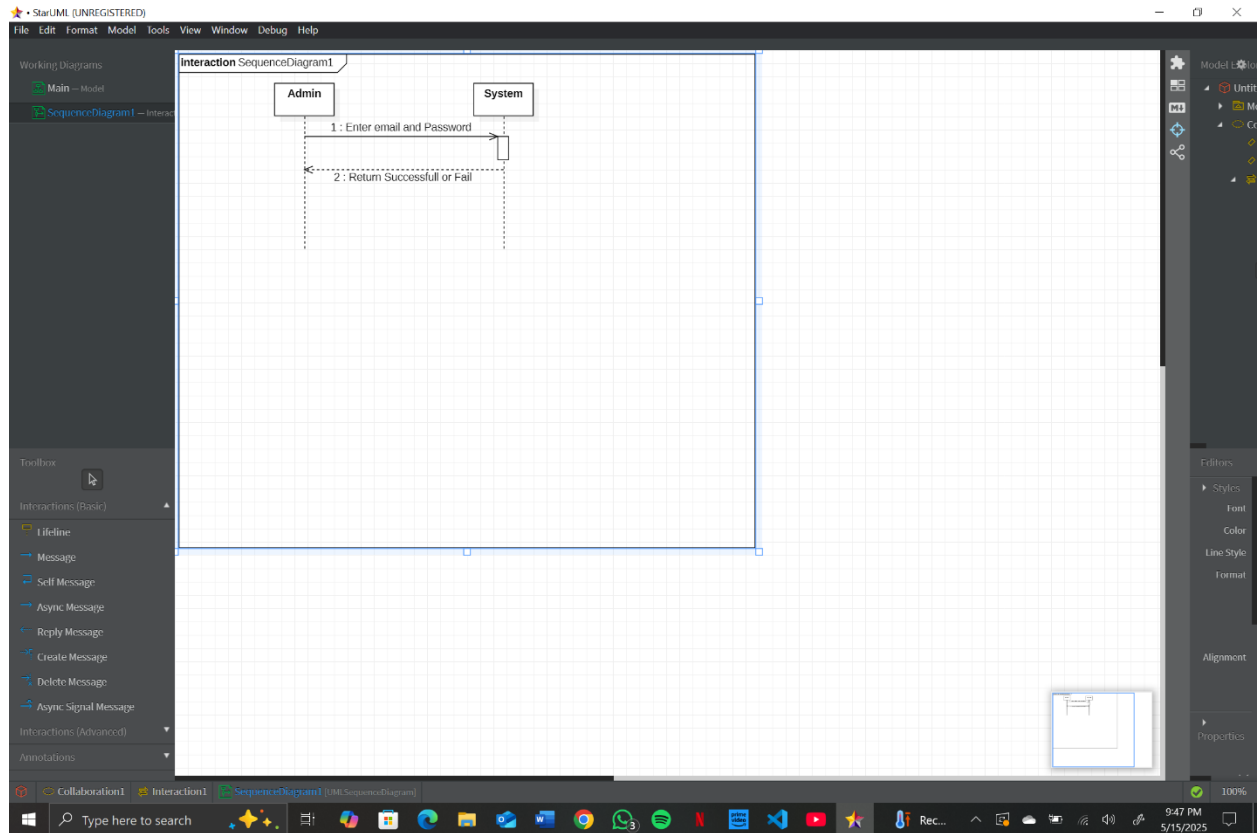 • StarUML (UNREGISTERED)
File Edit Format Model Tools View Window Debug Help
Working Diagrams
Main — Model
SequenceDiagram1 — Interac
interaction SequenceDiagram1
Admin
System
1 : Enter email and Password
2 : Return Successfull or Fail
Toolbox
Interactions (Basic)
Lifeline
Message
Self Message
Async Message
Reply Message
Create Message
Delete Message
Async Signal Message
Interactions (Advanced)
Annotations
Untit
Co
Editors
Styles
Font
Color
Line Style
Format
Alignment
Properties
Collaboration1 Interaction1 SequenceDiagram1 [UMLSequenceDiagram]
100%
Type here to search
3
prime video
Rec...
9:47 PM
5/15/2025